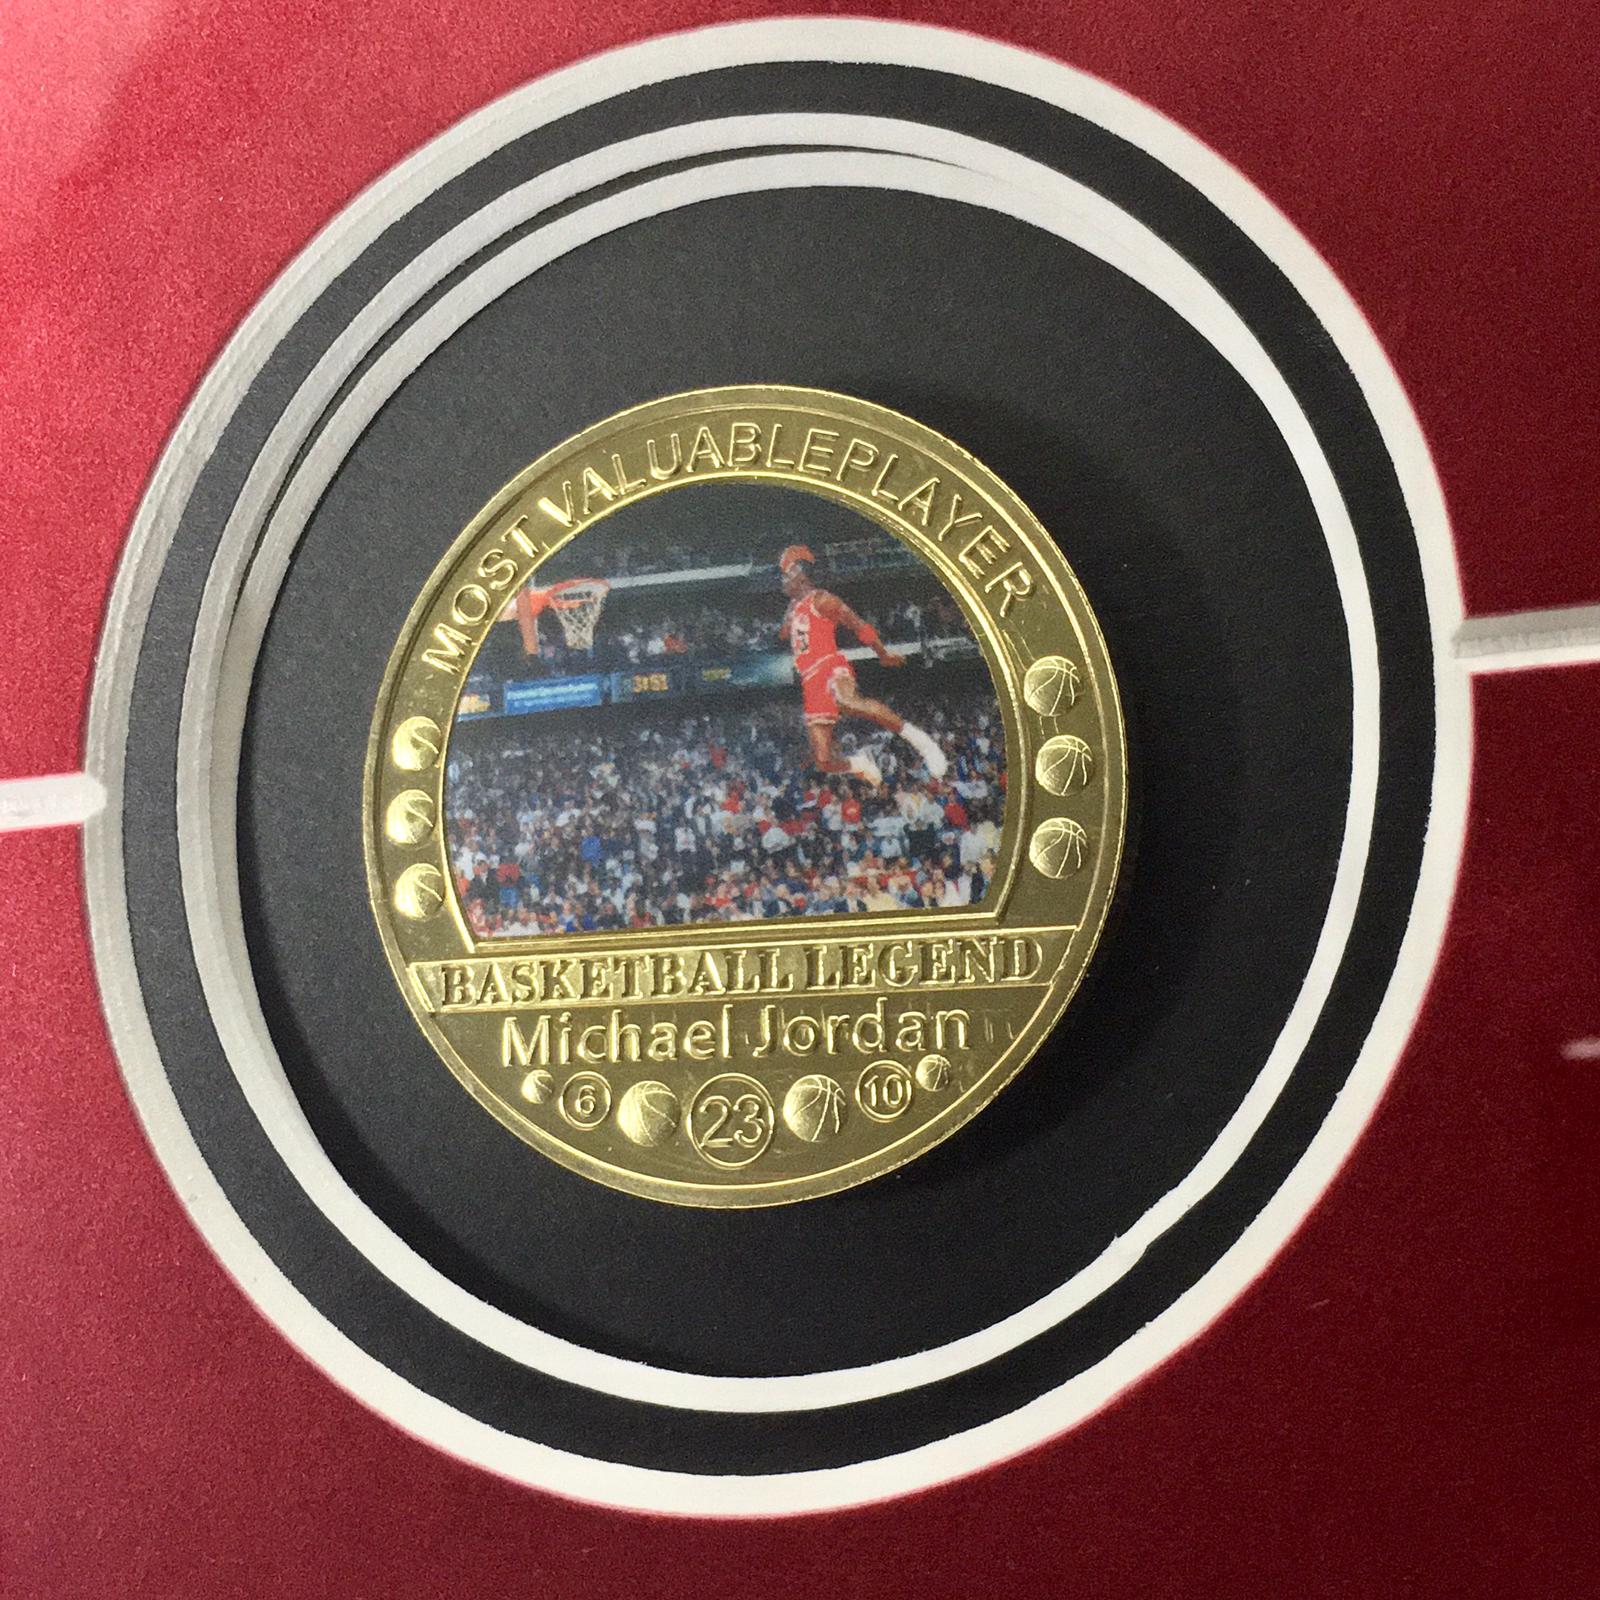 MOST VALUABLEPLAYER
BASKETBALL LEGEND
Michael Jordan
6 23 10